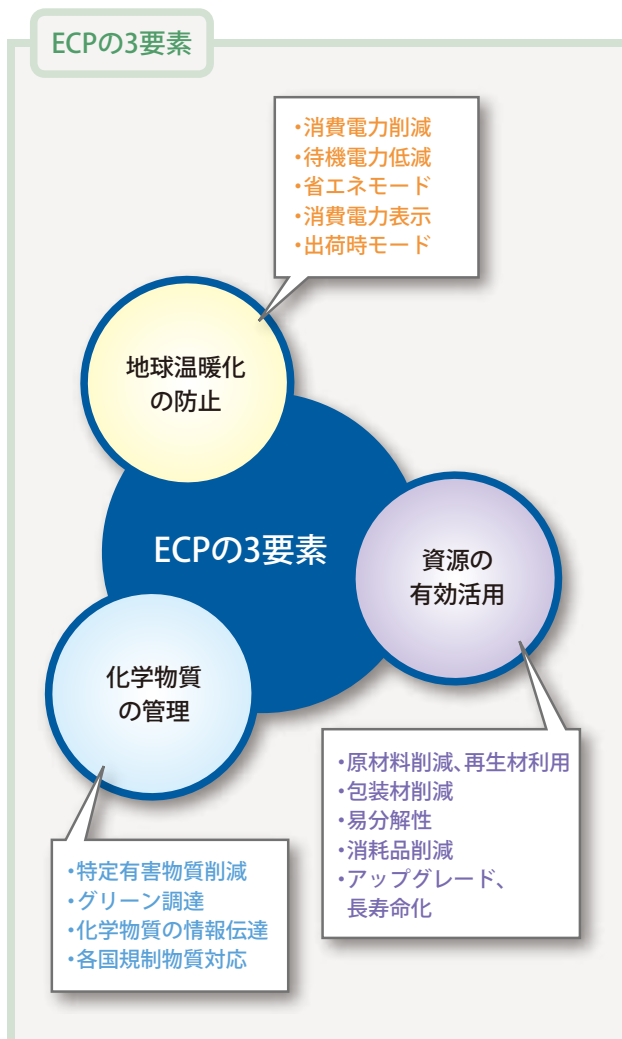 ECPの3要素
・消費電力削減
・待機電力低減
・省エネモード
・消費電力表示
・出荷時モード
地球温暖化
の防止
ECPの3要素
資源の
有効活用
化学物質
の管理
・原材料削減、再生材利用
・包装材削減
・易分解性
・消耗品削減
・アップグレード、
長寿命化
・特定有害物質削減
・グリーン調達
・化学物質の情報伝達
・各国規制物質対応